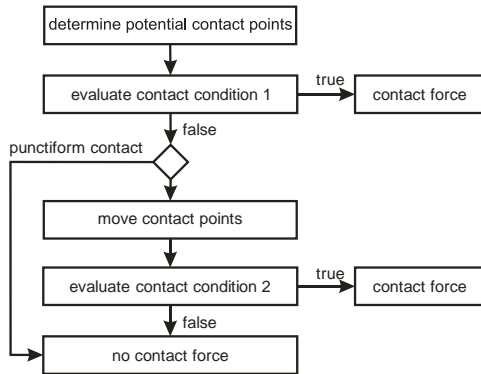 determine potential contact points
evaluate contact condition 1
true
contact force
false
punctiform contact
move contact points
evaluate contact condition 2
true
contact force
false
no contact force